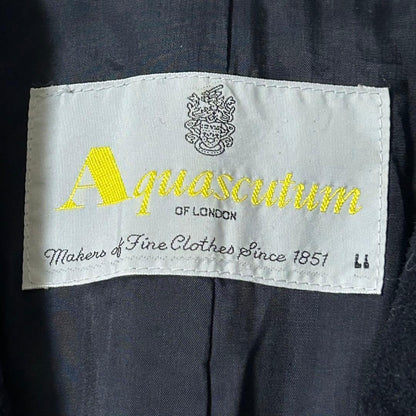 Aquascutum
OF LONDON
Makers of Fine Clothes Since 1851